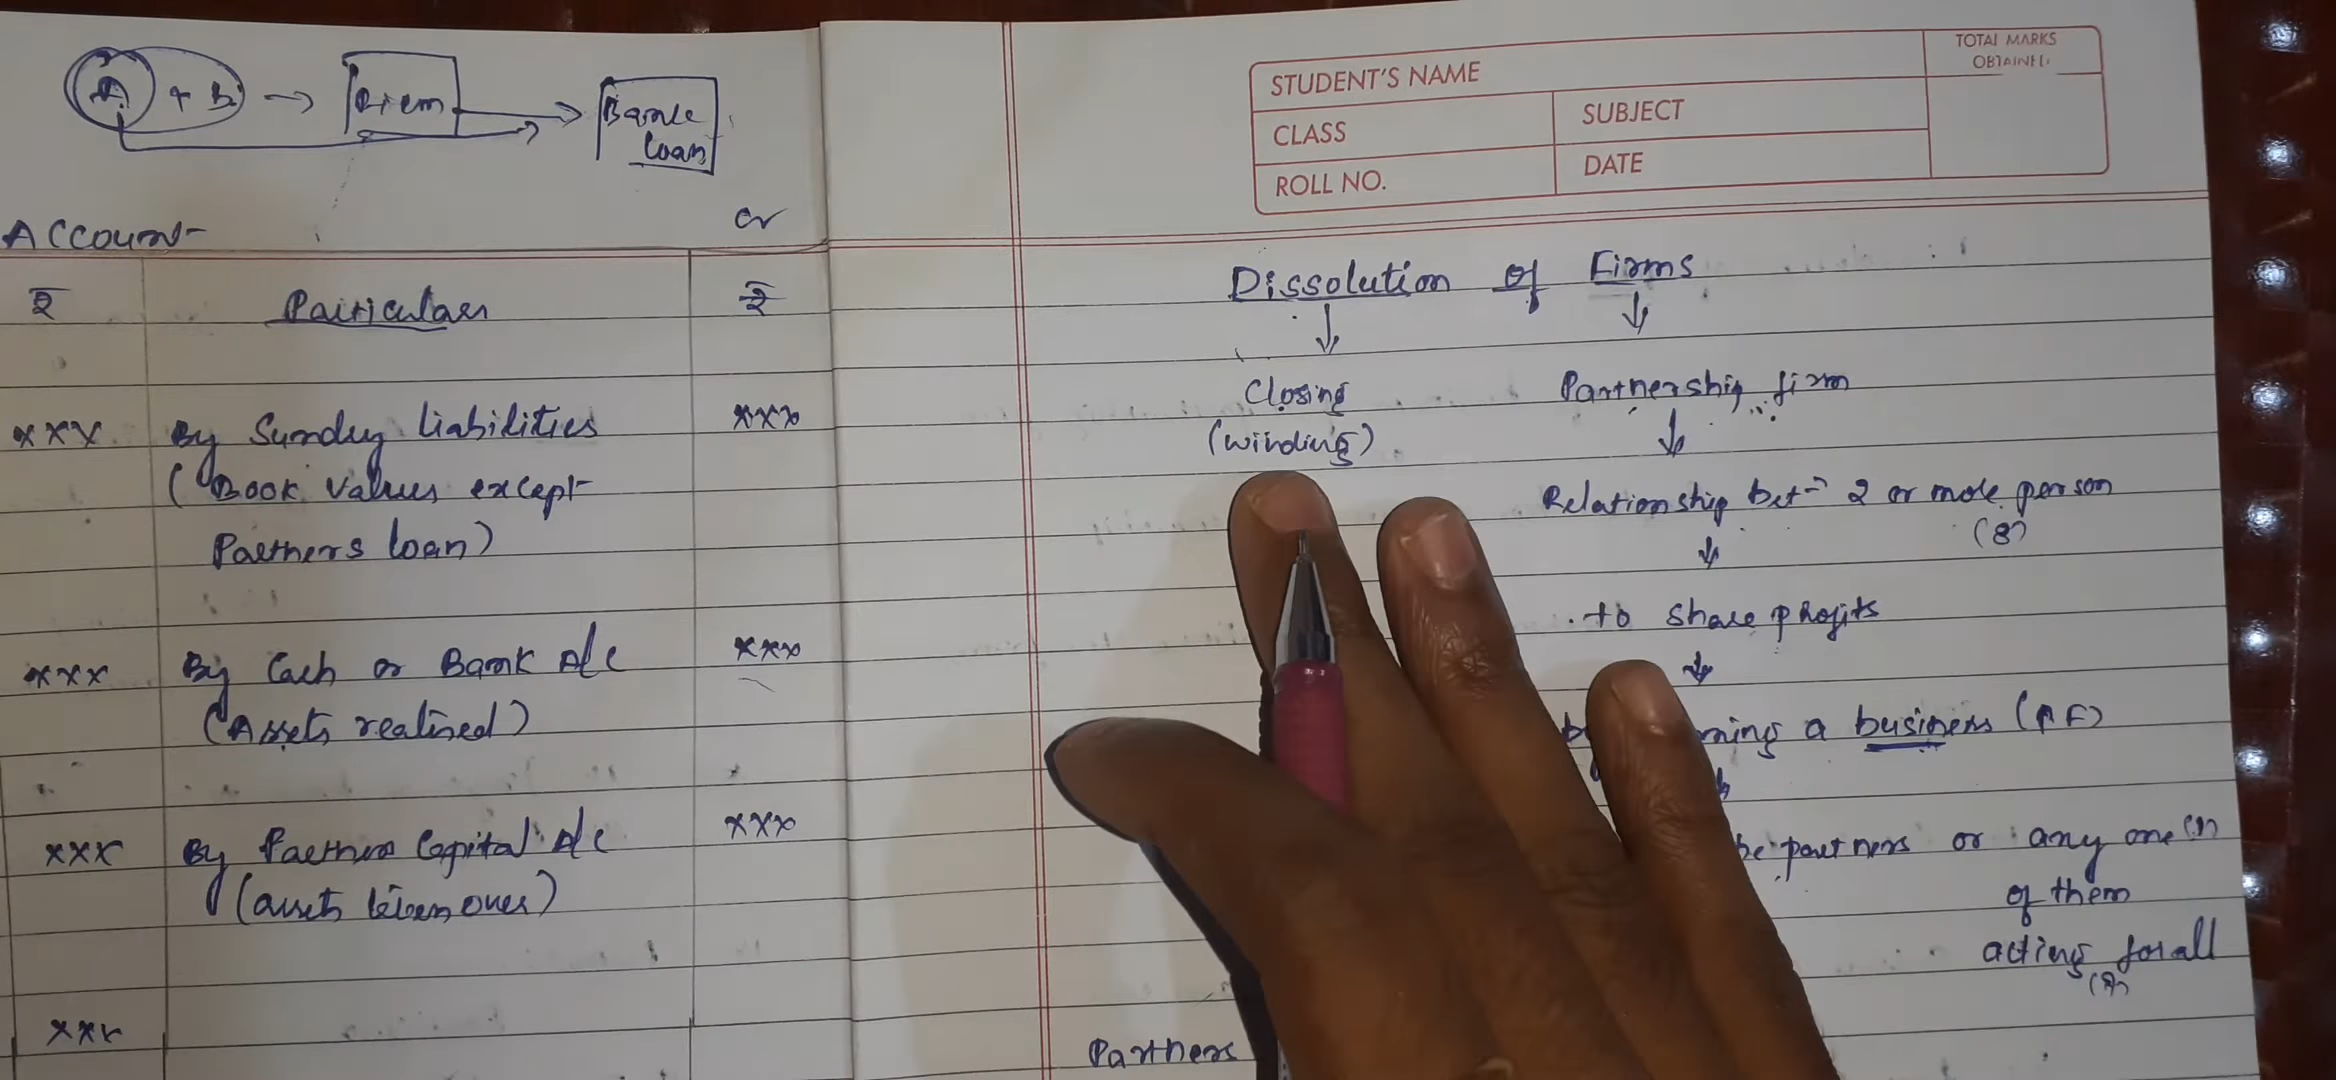 A + B → Firm → Bank
loan
Account
Cr
₹ Particulars ₹
xxx By Sundry liabilities xxx
(Book Values except
Partners loan)
xxx By Cash or Bank A/c xxx
(Assets realised)
xxx By Partners Capital A/c xxx
(assets taken over)
xxx
STUDENT'S NAME
TOTAL MARKS
OBTAINED
CLASS
SUBJECT
ROLL NO.
DATE
Dissolution of Firms
Closing Partnership firm
(winding)
Relationship bet- 2 or more person
to share profits
a business
partners or any one
of them
acting for all
Partners